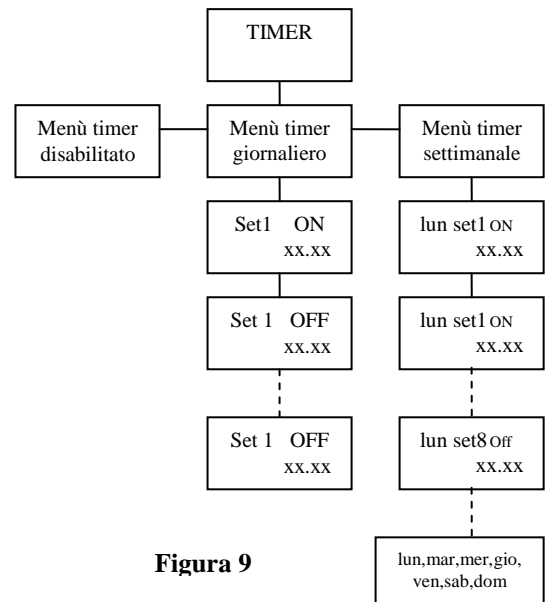 TIMER
Menù timer
disabilitato
Menù timer
giornaliero
Menù timer
settimanale
Set1 ON
xx.xx
lun set1 ON
xx.xx
Set 1 OFF
xx.xx
lun set1 ON
xx.xx
Set 1 OFF
xx.xx
lun set8 Off
xx.xx
Figura 9
lun,mar,mer,gio,
ven,sab,dom